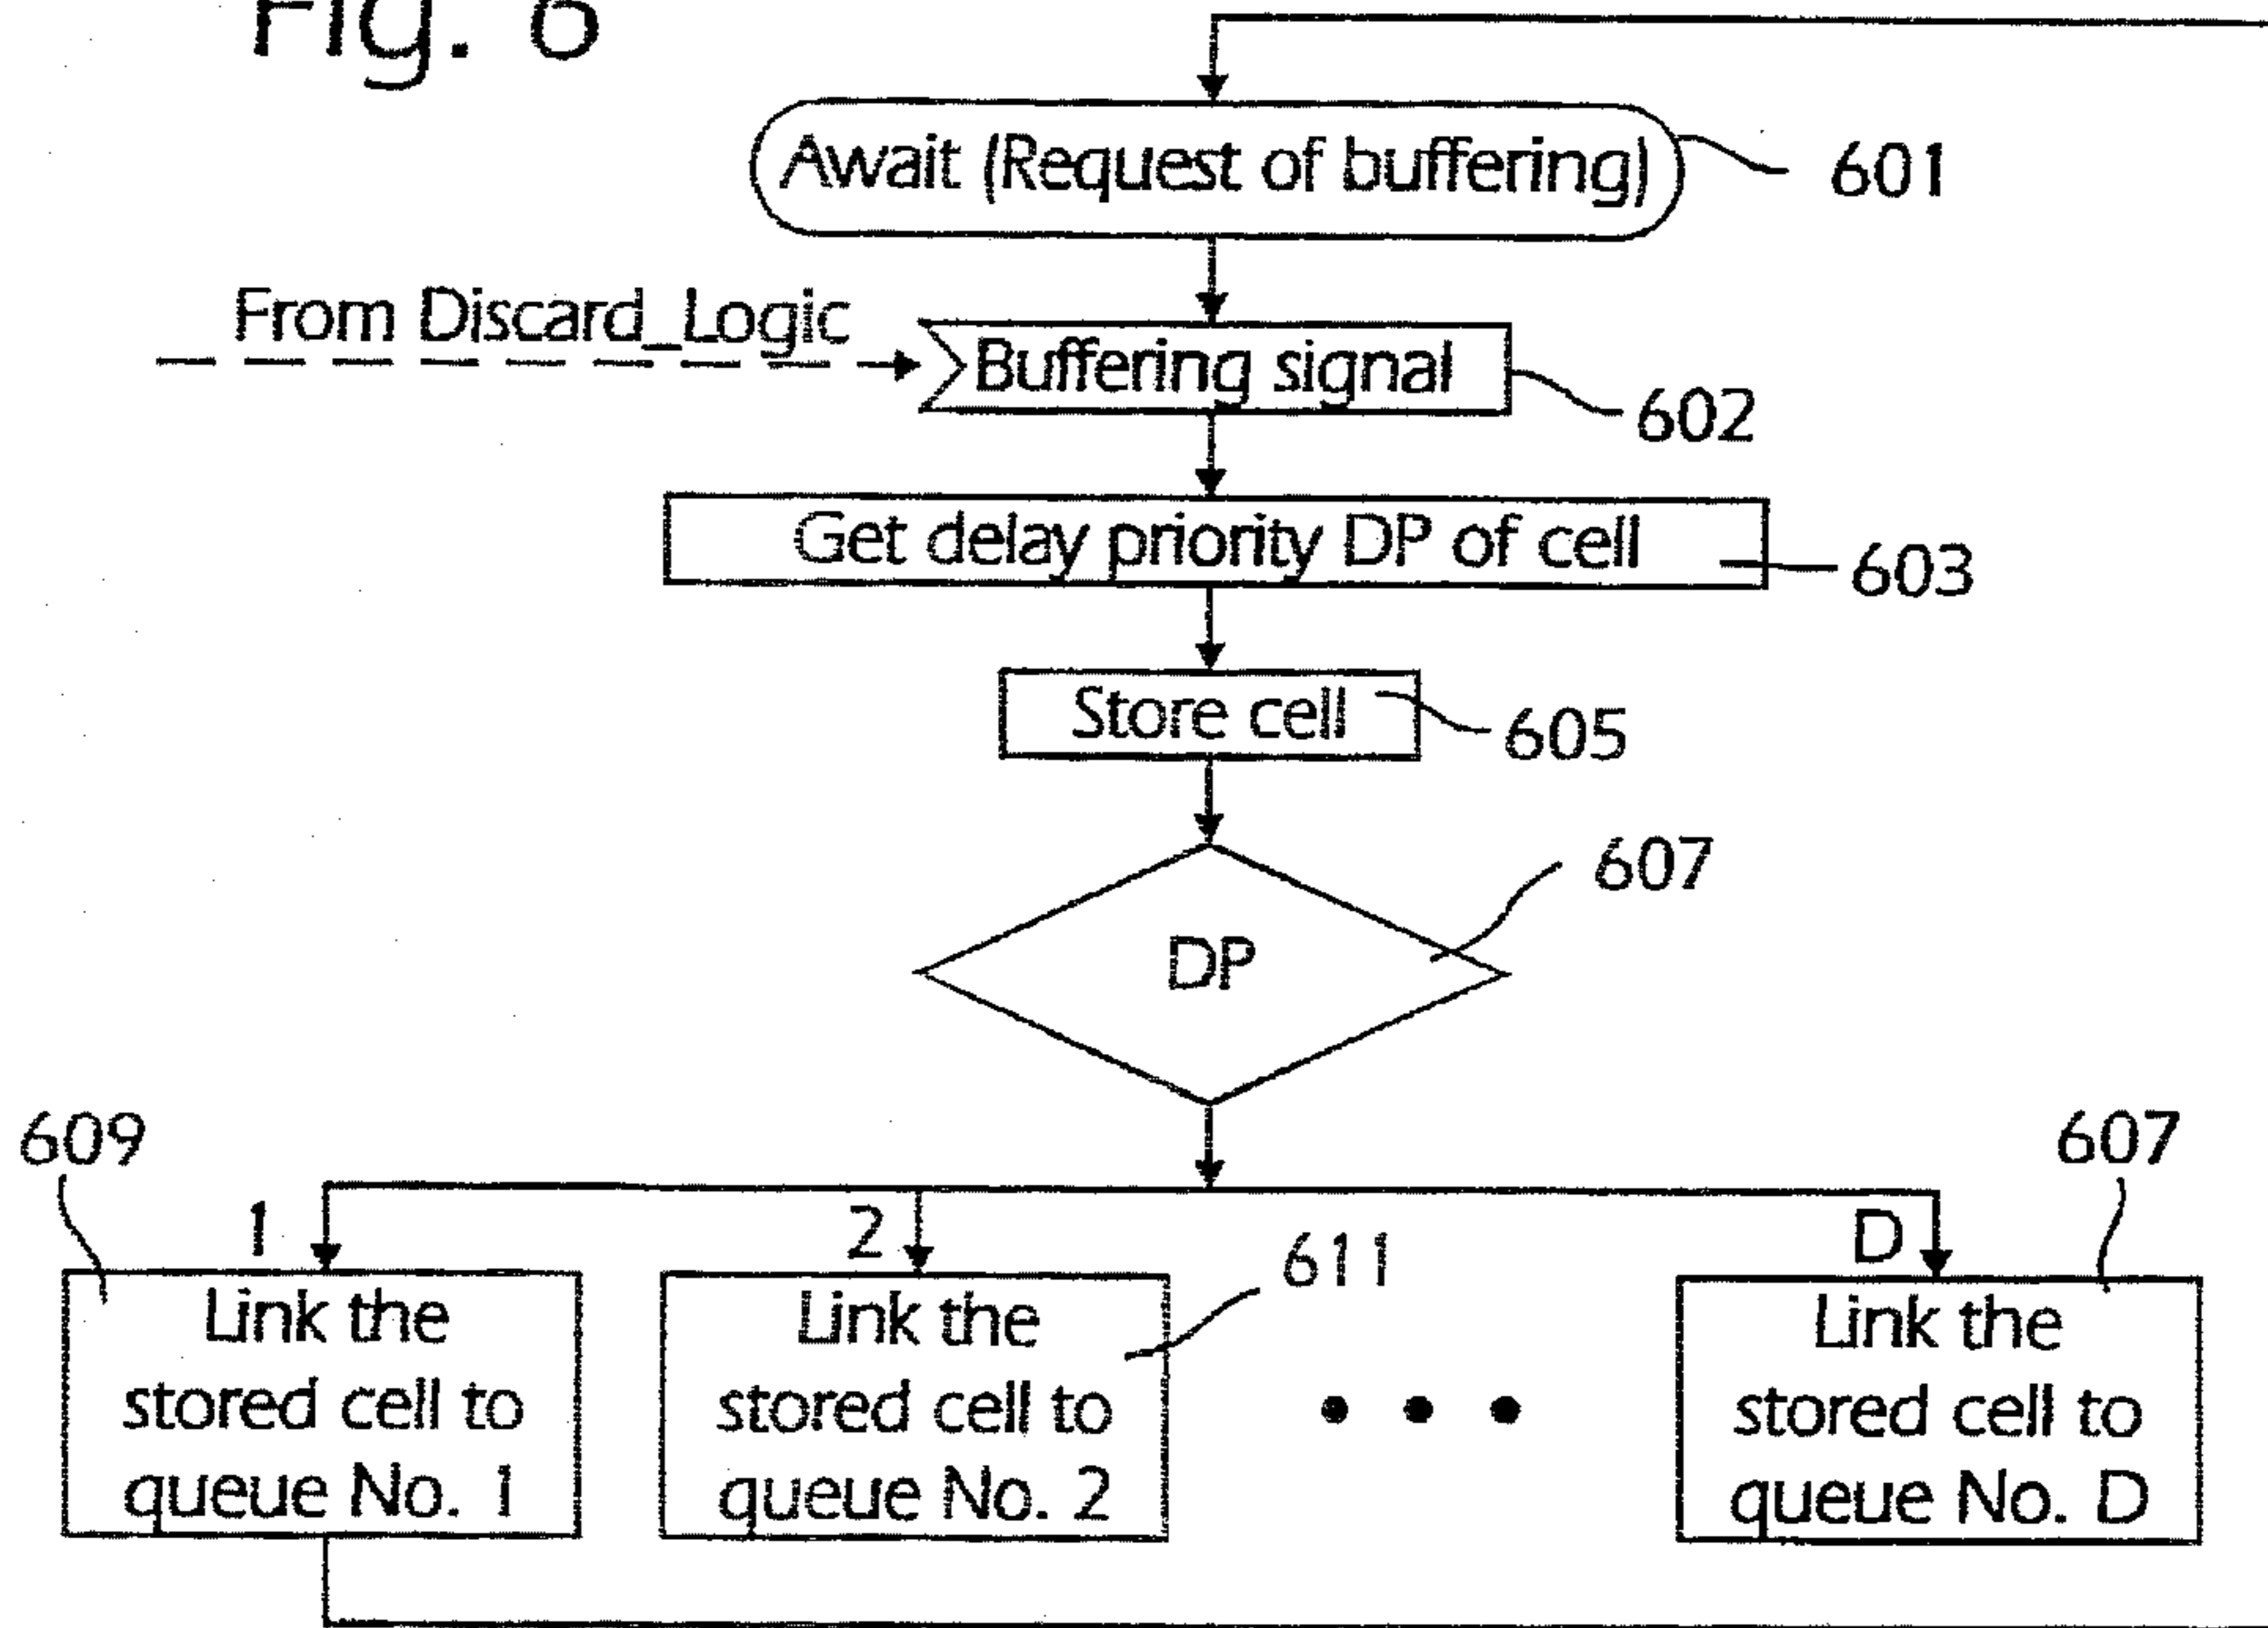 Fig. 6
Await (Request of buffering)
601
From Discard_Logic
Buffering signal
602
Get delay priority DP of cell
603
Store cell
605
607
DP
609
607
1
2
611
D
Link the
stored cell to
queue No. 1
Link the
stored cell to
queue No. 2
Link the
stored cell to
queue No. D